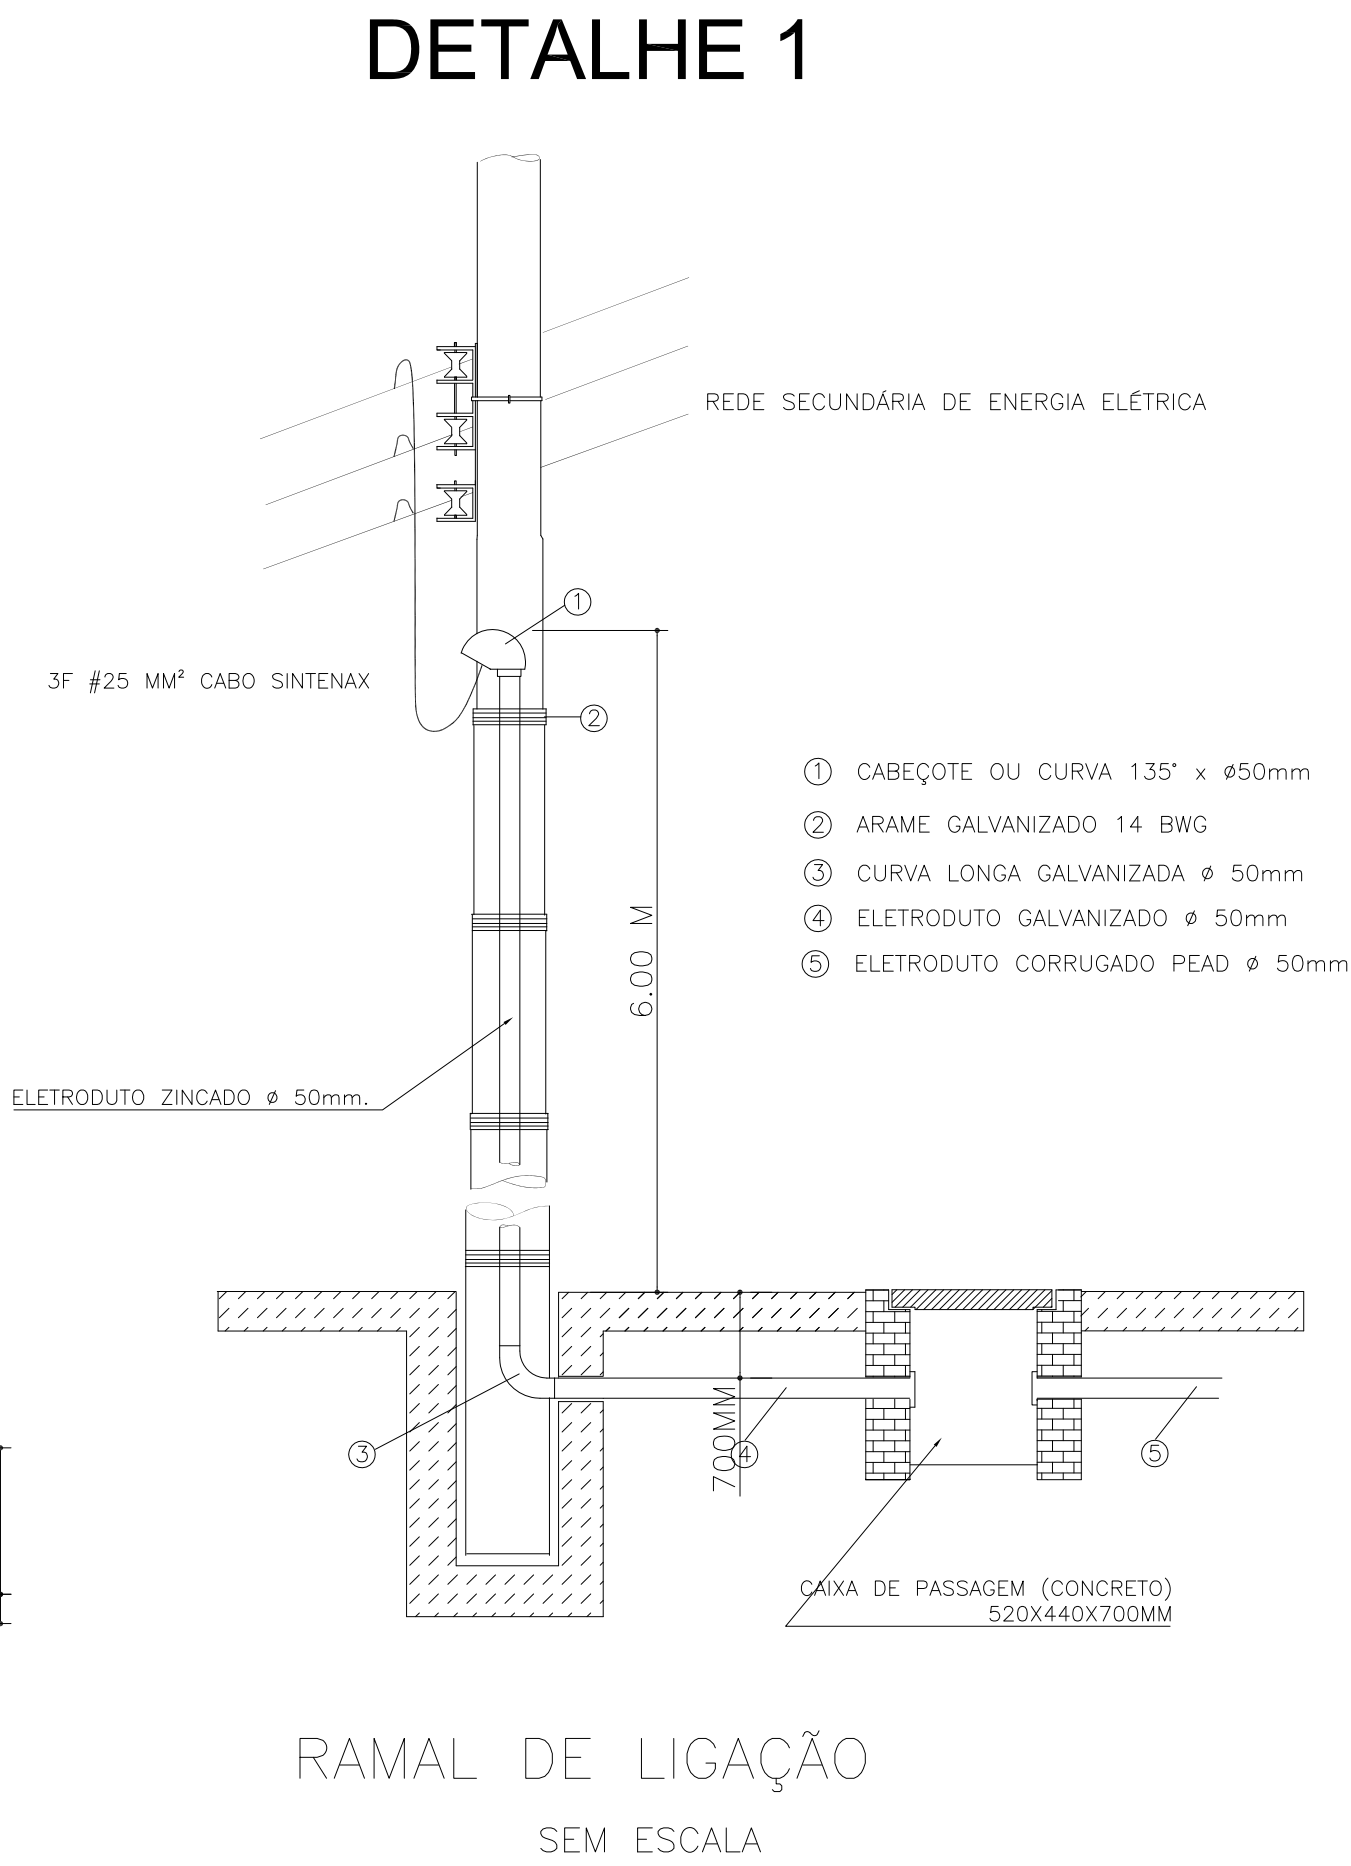 DETALHE 1
REDE SECUNDÁRIA DE ENERGIA ELÉTRICA
1
3F #25 MM² CABO SINTENAX
2
1 CABEÇOTE OU CURVA 135° x ø50mm
2 ARAME GALVANIZADO 14 BWG
3 CURVA LONGA GALVANIZADA ø 50mm
4 ELETRODUTO GALVANIZADO ø 50mm
5 ELETRODUTO CORRUGADO PEAD ø 50mm
6.00 M
ELETRODUTO ZINCADO ø 50mm.
700MM
3
4
5
CAIXA DE PASSAGEM (CONCRETO)
520X440X700MM
RAMAL DE LIGAÇÃO
SEM ESCALA